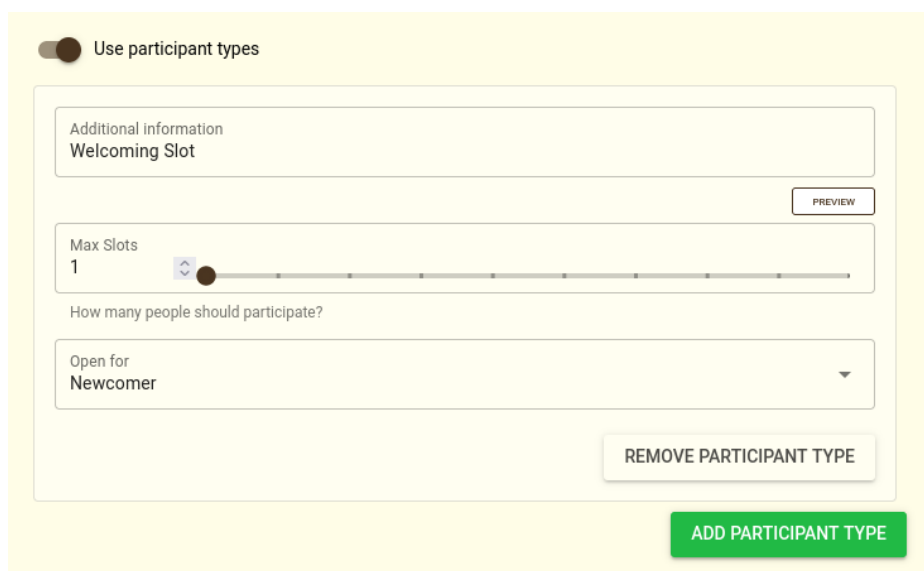 Use participant types
Additional information
Welcoming Slot
PREVIEW
Max Slots
1
How many people should participate?
Open for
Newcomer
REMOVE PARTICIPANT TYPE
ADD PARTICIPANT TYPE